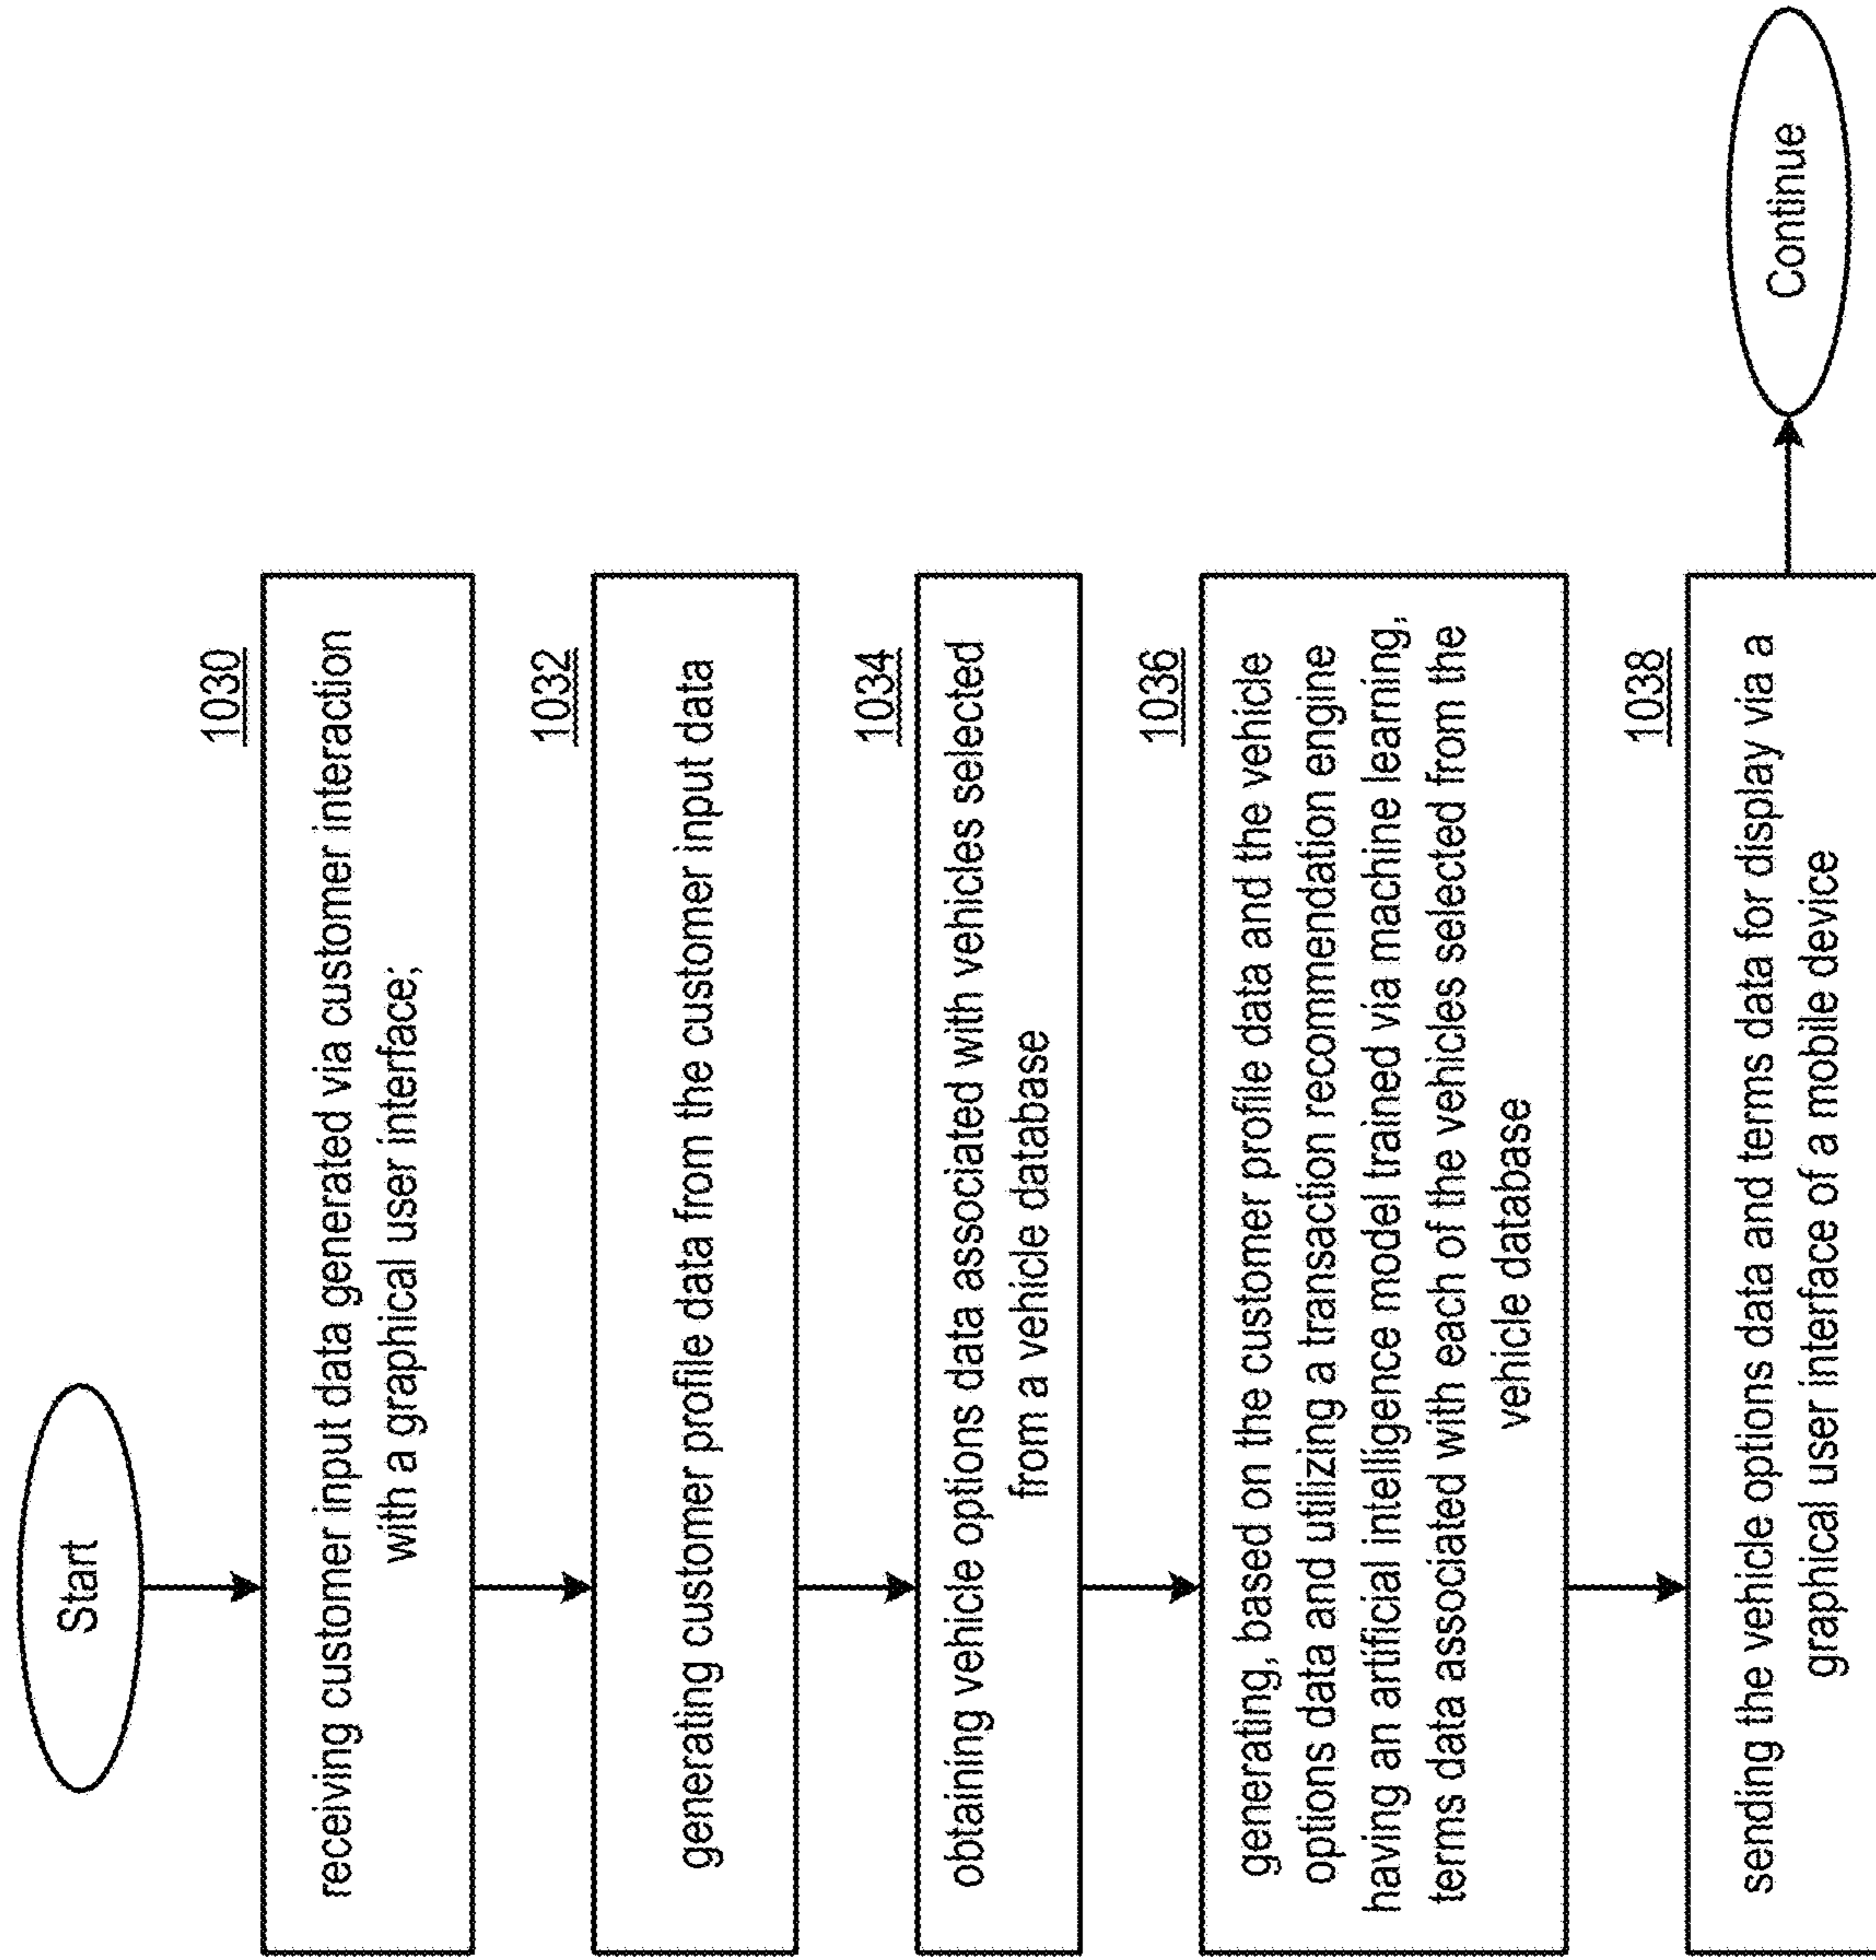 Start
1030
receiving customer input data generated via customer interaction
with a graphical user interface;
1032
generating customer profile data from the customer input data
1034
obtaining vehicle options data associated with vehicles selected
from a vehicle database
1036
generating, based on the customer profile data and the vehicle
options data and utilizing a transaction recommendation engine
having an artificial intelligence model trained via machine learning,
terms data associated with each of the vehicles selected from the
vehicle database
1038
sending the vehicle options data and terms data for display via a
graphical user interface of a mobile device
Continue